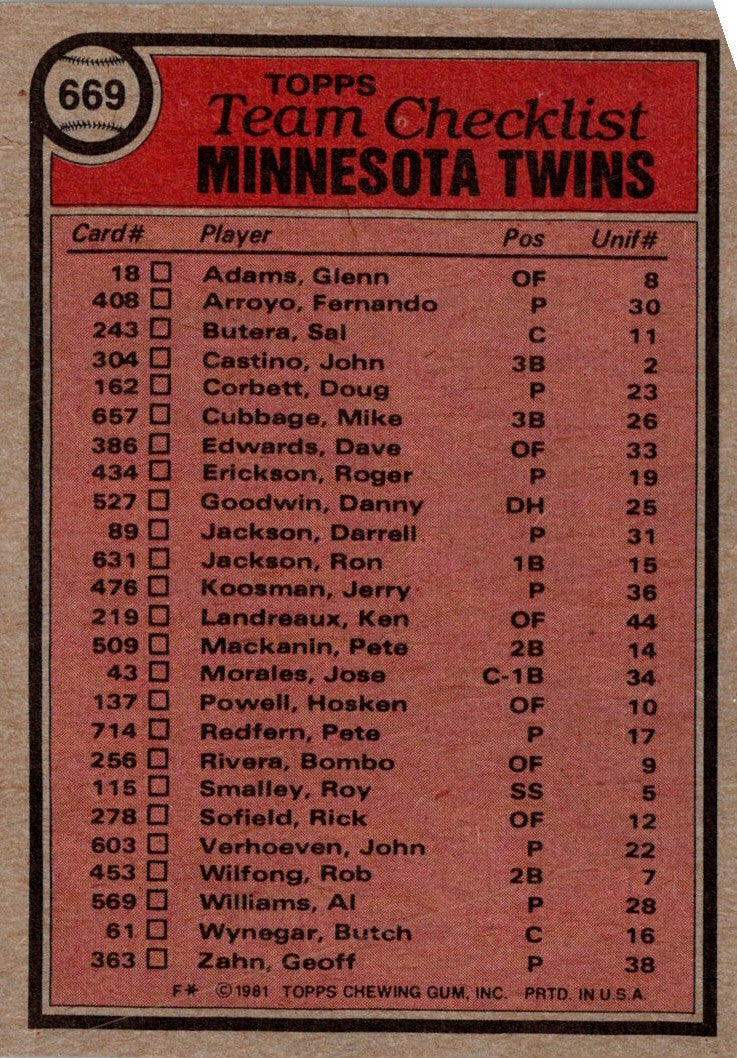 669
TOPPS
Team Checklist
MINNESOTA TWINS
Card# Player Pos Unif#
18 □ Adams, Glenn OF 8
408 □ Arroyo, Fernando P 30
243 □ Butera, Sal C 11
304 □ Castino, John 3B 2
162 □ Corbett, Doug P 23
657 □ Cubbage, Mike 3B 26
386 □ Edwards, Dave OF 33
434 □ Erickson, Roger P 19
527 □ Goodwin, Danny DH 25
89 □ Jackson, Darrell P 31
631 □ Jackson, Ron 1B 15
476 □ Koosman, Jerry P 36
219 □ Landreaux, Ken OF 44
509 □ Mackanin, Pete 2B 14
43 □ Morales, Jose C-1B 34
137 □ Powell, Hosken OF 10
714 □ Redfern, Pete P 17
256 □ Rivera, Bombo OF 9
115 □ Smalley, Roy SS 5
278 □ Sofield, Rick OF 12
603 □ Verhoeven, John P 22
453 □ Wilfong, Rob 2B 7
569 □ Williams, Al P 28
61 □ Wynegar, Butch C 16
363 □ Zahn, Geoff P 38
F* ©1981 TOPPS CHEWING GUM, INC. PRTD. IN U.S.A.